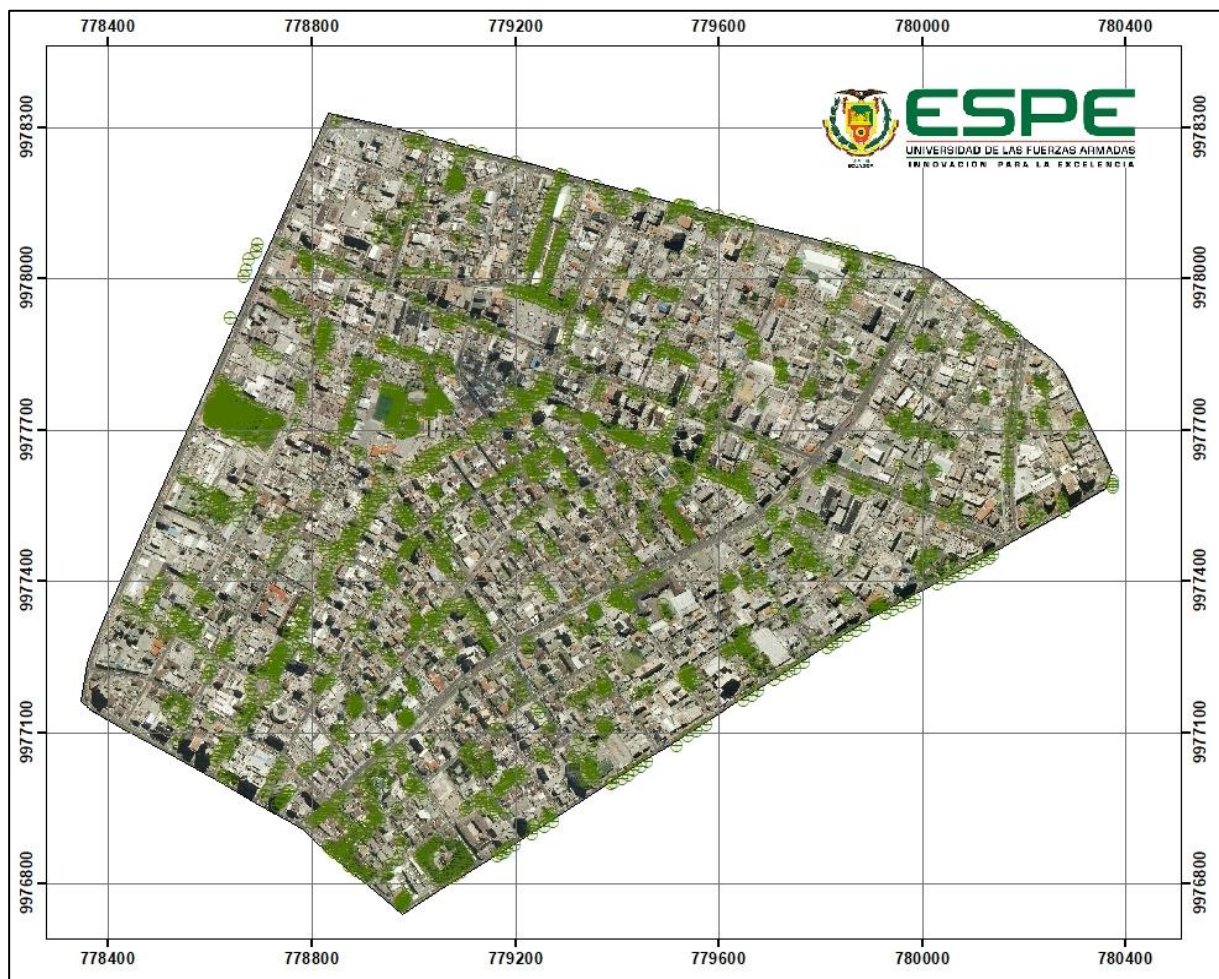 778400 778800 779200 779600 780000 780400
9978300 9978300
ESPE
UNIVERSIDAD DE LAS FUERZAS ARMADAS
INNOVACIÓN PARA LA EXCELENCIA
ECUADOR
9978000 9978000
9977700 9977700
9977400 9977400
9977100 9977100
9976800 9976800
778400 778800 779200 779600 780000 780400